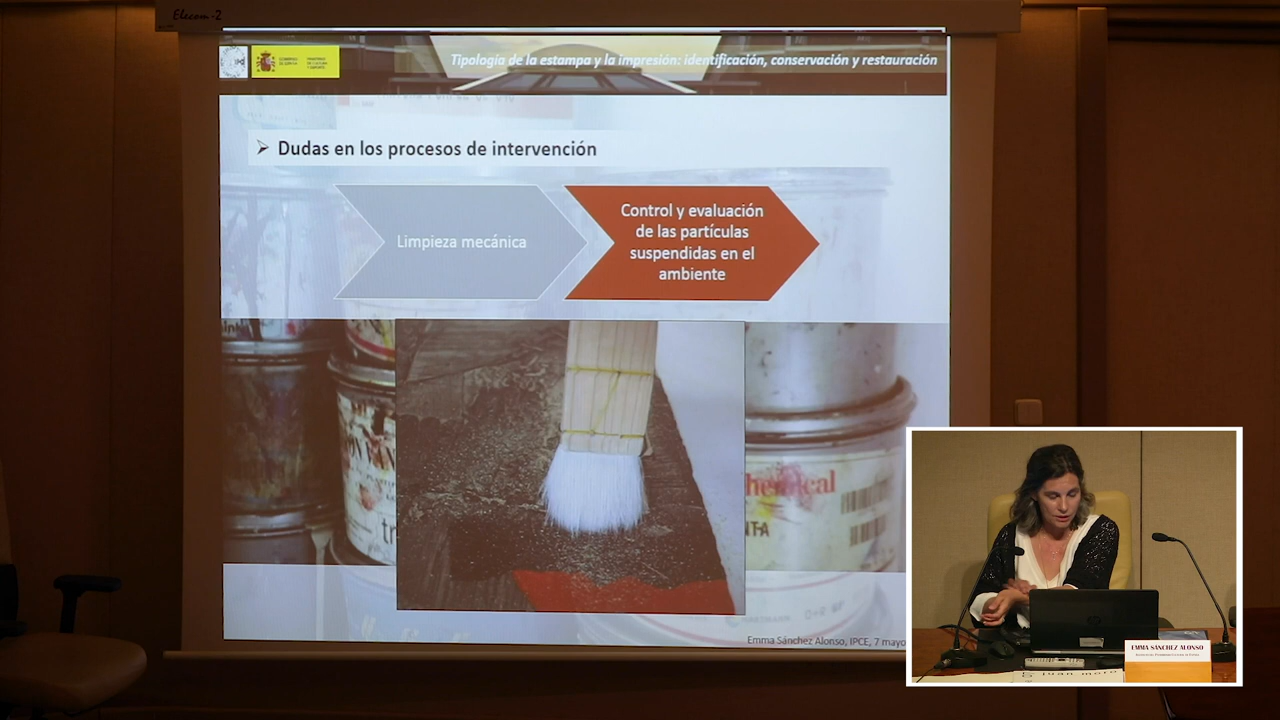 Elecom-2
Tipología de la estampa y la impresión: identificación, conservación y restauración
➢ Dudas en los procesos de intervención
Limpieza mecánica
Control y evaluación
de las partículas
suspendidas en el
ambiente
Emma Sánchez Alonso, IPCE, 7 mayo
EMMA SÁNCHEZ ALONSO